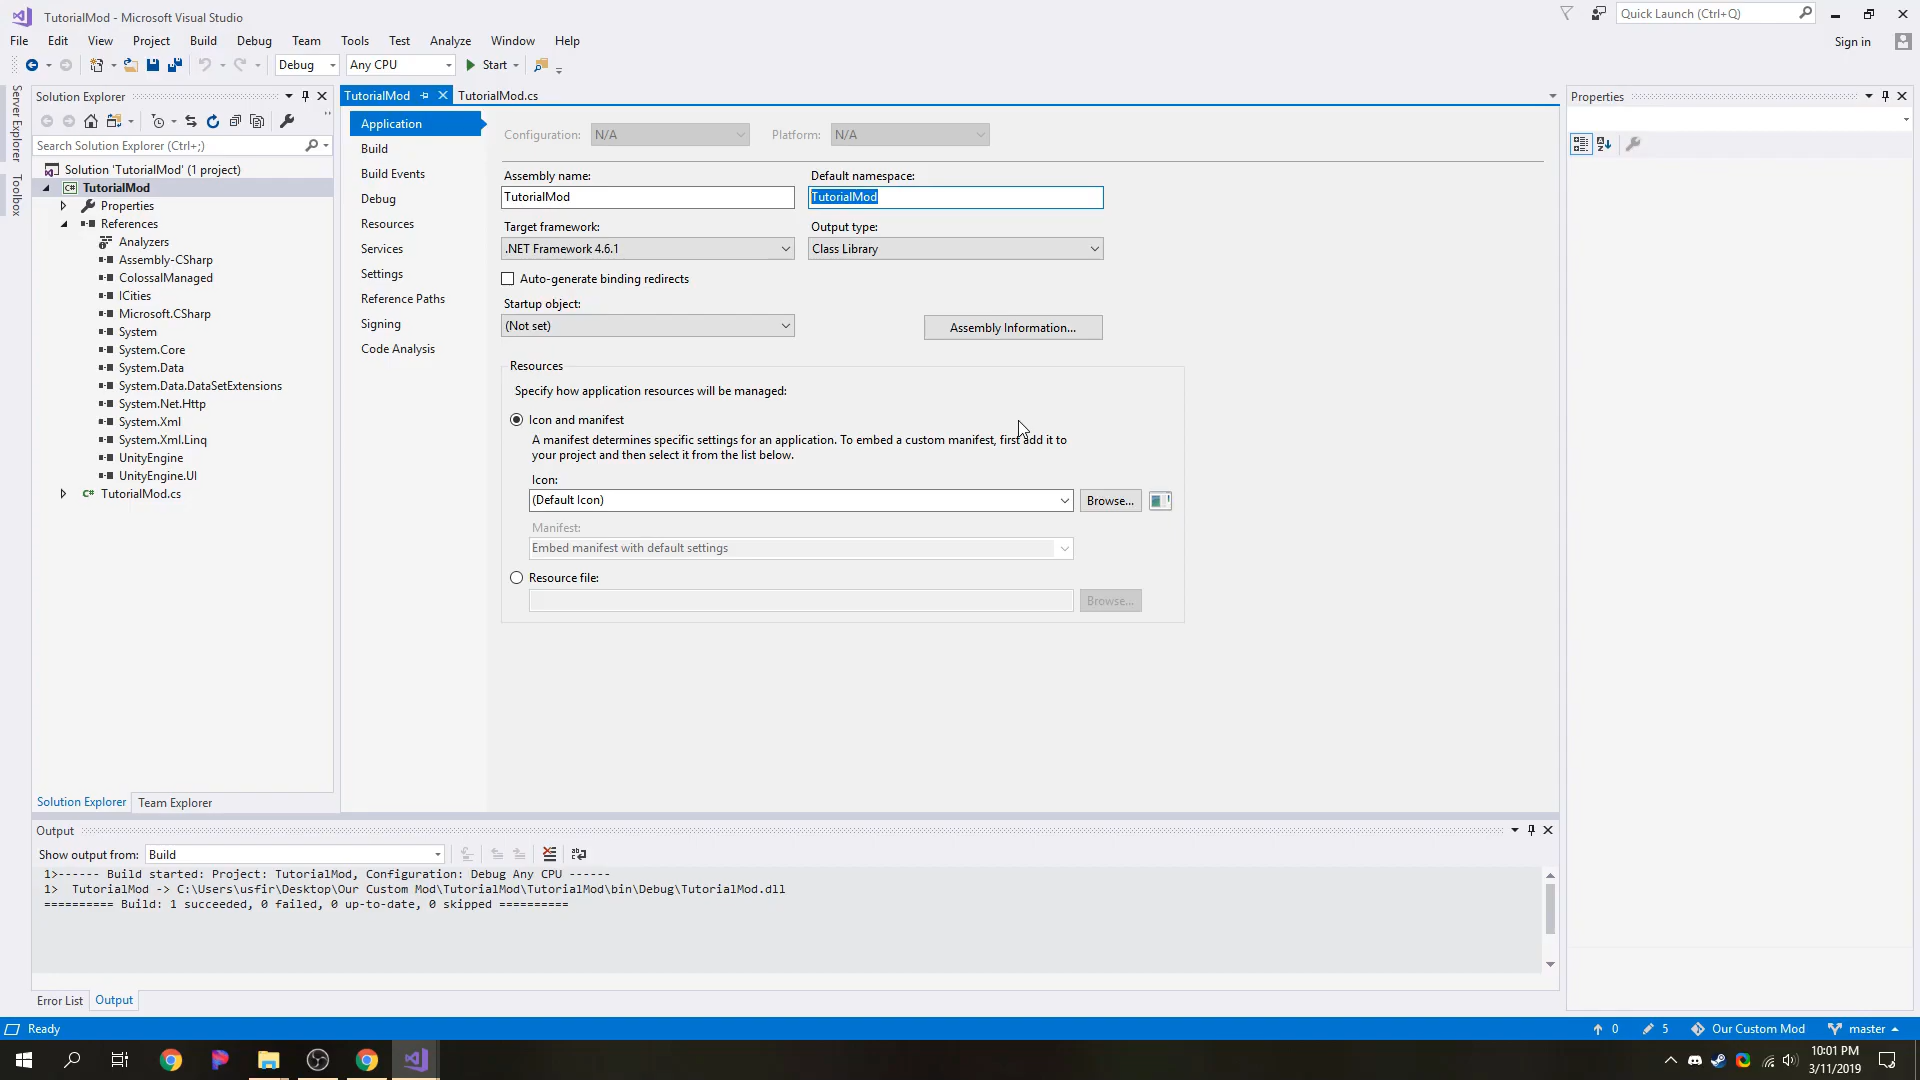 TutorialMod - Microsoft Visual Studio
Quick Launch (Ctrl+Q)
File Edit View Project Build Debug Team Tools Test Analyze Window Help
Sign in
Debug Any CPU Start
Server Explorer
Toolbox
Solution Explorer
Search Solution Explorer (Ctrl+;)
Solution 'TutorialMod' (1 project)
C# TutorialMod
Properties
References
Analyzers
Assembly-CSharp
ColossalManaged
ICities
Microsoft.CSharp
System
System.Core
System.Data
System.Data.DataSetExtensions
System.Net.Http
System.Xml
System.Xml.Linq
UnityEngine
UnityEngine.UI
C# TutorialMod.cs
Solution Explorer Team Explorer
TutorialMod TutorialMod.cs
Application
Build
Build Events
Debug
Resources
Services
Settings
Reference Paths
Signing
Code Analysis
Configuration: N/A Platform: N/A
Assembly name: Default namespace:
TutorialMod TutorialMod
Target framework: Output type:
.NET Framework 4.6.1 Class Library
Auto-generate binding redirects
Startup object:
(Not set) Assembly Information...
Resources
Specify how application resources will be managed:
Icon and manifest
A manifest determines specific settings for an application. To embed a custom manifest, first add it to
your project and then select it from the list below.
Icon:
(Default Icon) Browse...
Manifest:
Embed manifest with default settings
Resource file:
Browse...
Properties
Output
Show output from: Build
1>------ Build started: Project: TutorialMod, Configuration: Debug Any CPU ------
1>  TutorialMod -> C:\Users\usfir\Desktop\Our Custom Mod\TutorialMod\TutorialMod\bin\Debug\TutorialMod.dll
========== Build: 1 succeeded, 0 failed, 0 up-to-date, 0 skipped ==========
Error List Output
Ready
0 5 Our Custom Mod master
10:01 PM
3/11/2019